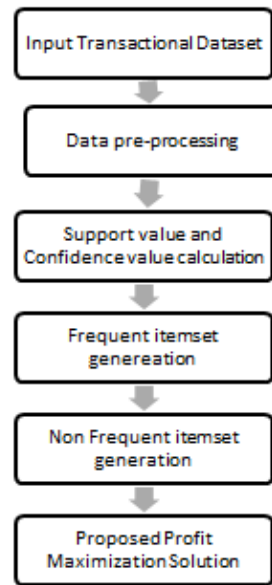 Input Transactional Dataset
Data pre-processing
Support value and
Confidence value calculation
Frequent itemset
genereation
Non Frequent itemset
generation
Proposed Profit
Maximization Solution